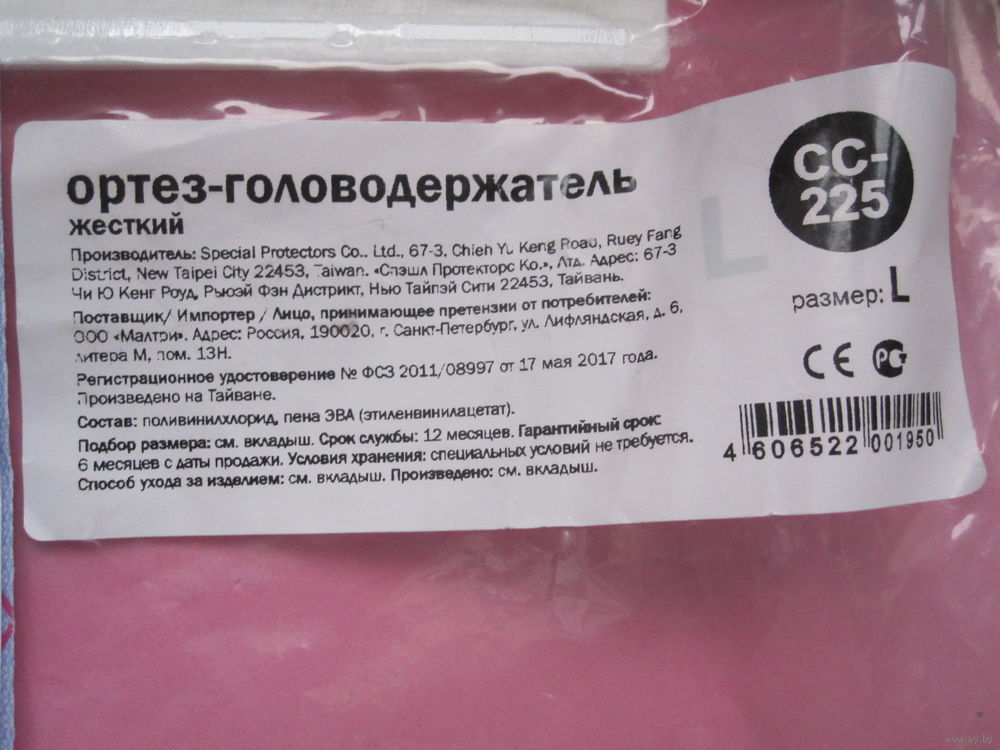 ортез-головодержатель
жесткий
Производитель: Special Protectors Co., Ltd., 67-3, Chieh Yu Keng Road, Ruey Fang
District, New Taipei City 22453, Taiwan. «Спэшл Протекторс Ко.», Лтд. Адрес: 67-3
Чи Ю Кенг Роуд, Рьюэй Фэн Дистрикт, Нью Тайпэй Сити 22453, Тайвань.
Поставщик/ Импортер / Лицо, принимающее претензии от потребителей:
ООО «Малтри». Адрес: Россия, 190020, г. Санкт-Петербург, ул. Лифляндская, д. 6,
литера М, пом. 13Н.
Регистрационное удостоверение № ФСЗ 2011/08997 от 17 мая 2017 года.
Произведено на Тайване.
Состав: поливинилхлорид, пена ЭВА (этиленвинилацетат).
Подбор размера: см. вкладыш. Срок службы: 12 месяцев. Гарантийный срок
6 месяцев с даты продажи. Условия хранения: специальных условий не требуется.
Способ ухода за изделием: см. вкладыш. Произведено: см. вкладыш.
CC-
225
L
размер: L
CE РСТ
4 606522 001950
www.ay.by